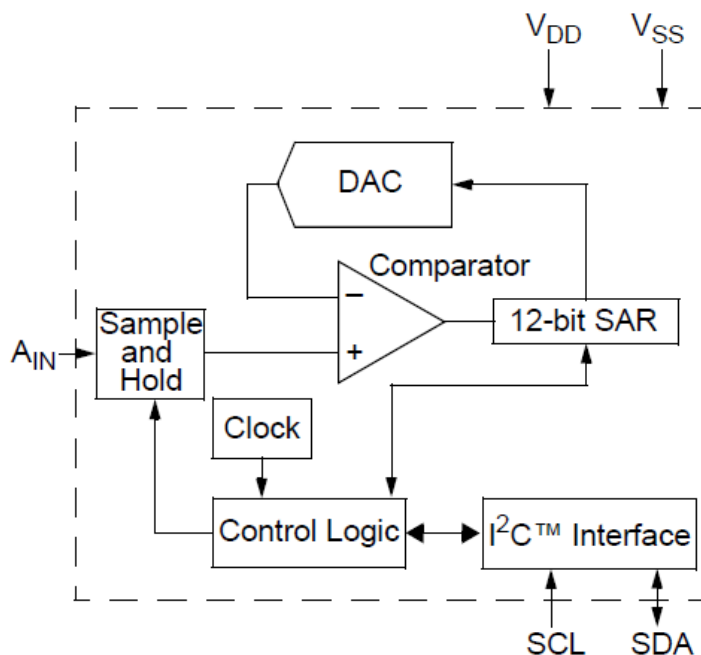 VDD VSS
DAC
Comparator
−
+
12-bit SAR
AIN
Sample
and
Hold
Clock
Control Logic
I²C™ Interface
SCL SDA